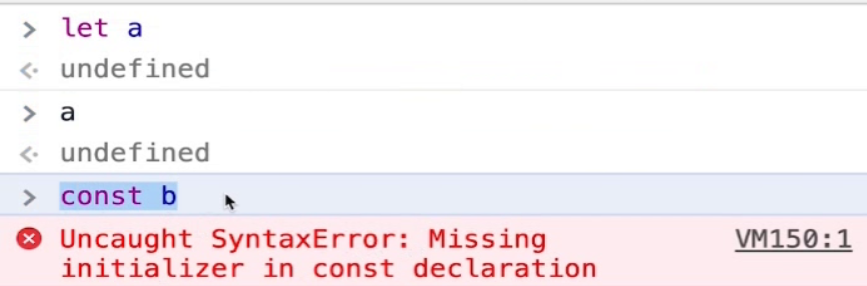 > let a
<· undefined
> a
<· undefined
> const b
Uncaught SyntaxError: Missing VM150:1
initializer in const declaration